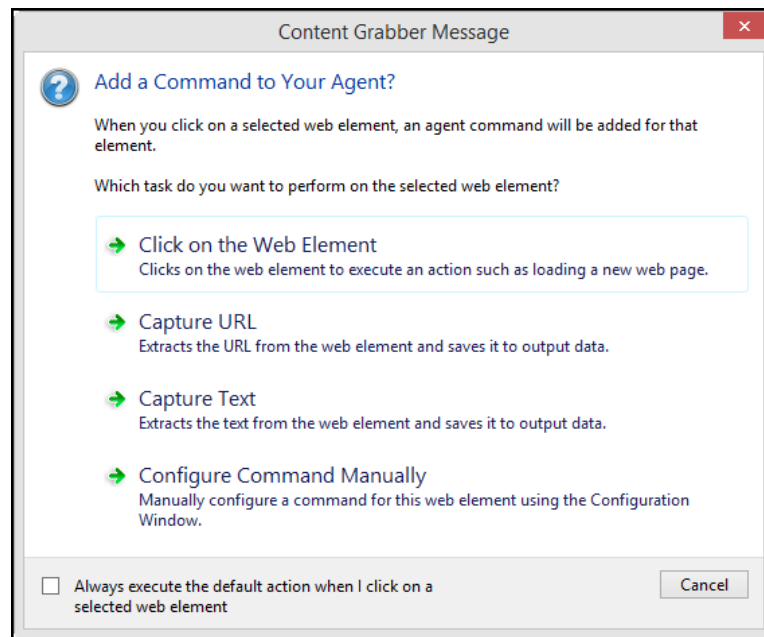 Content Grabber Message
Add a Command to Your Agent?
When you click on a selected web element, an agent command will be added for that
element.
Which task do you want to perform on the selected web element?
Click on the Web Element
Clicks on the web element to execute an action such as loading a new web page.
Capture URL
Extracts the URL from the web element and saves it to output data.
Capture Text
Extracts the text from the web element and saves it to output data.
Configure Command Manually
Manually configure a command for this web element using the Configuration
Window.
Always execute the default action when I click on a
selected web element
Cancel